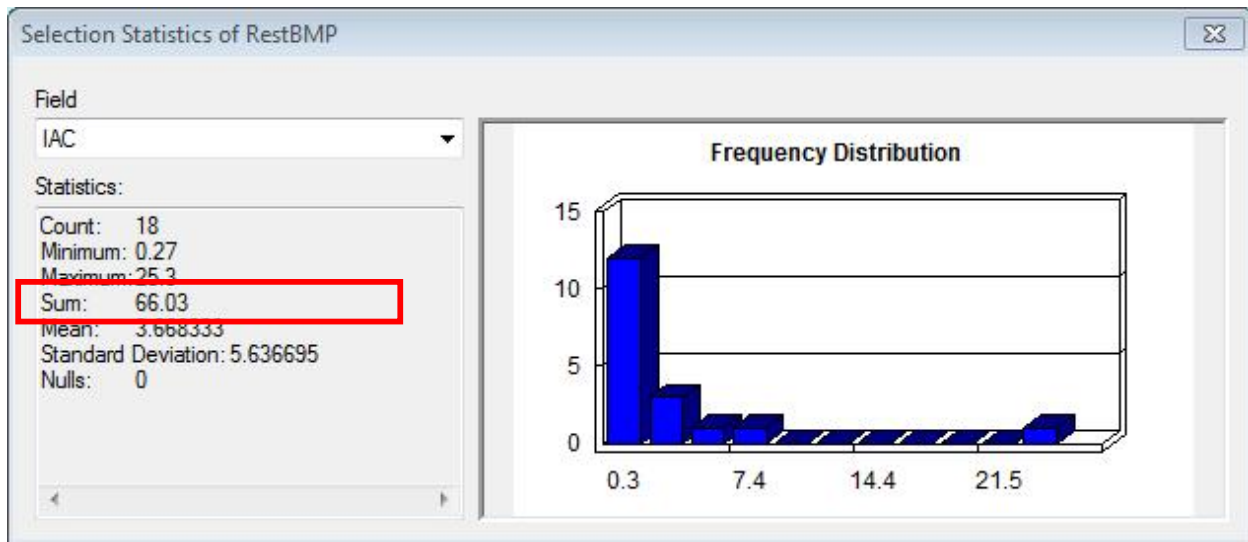 Selection Statistics of RestBMP
Field
IAC
Statistics:
Count: 18
Minimum: 0.27
Maximum: 25.3
Sum: 66.03
Mean: 3.668333
Standard Deviation: 5.636695
Nulls: 0
Frequency Distribution
15
10
5
0
0.3 7.4 14.4 21.5